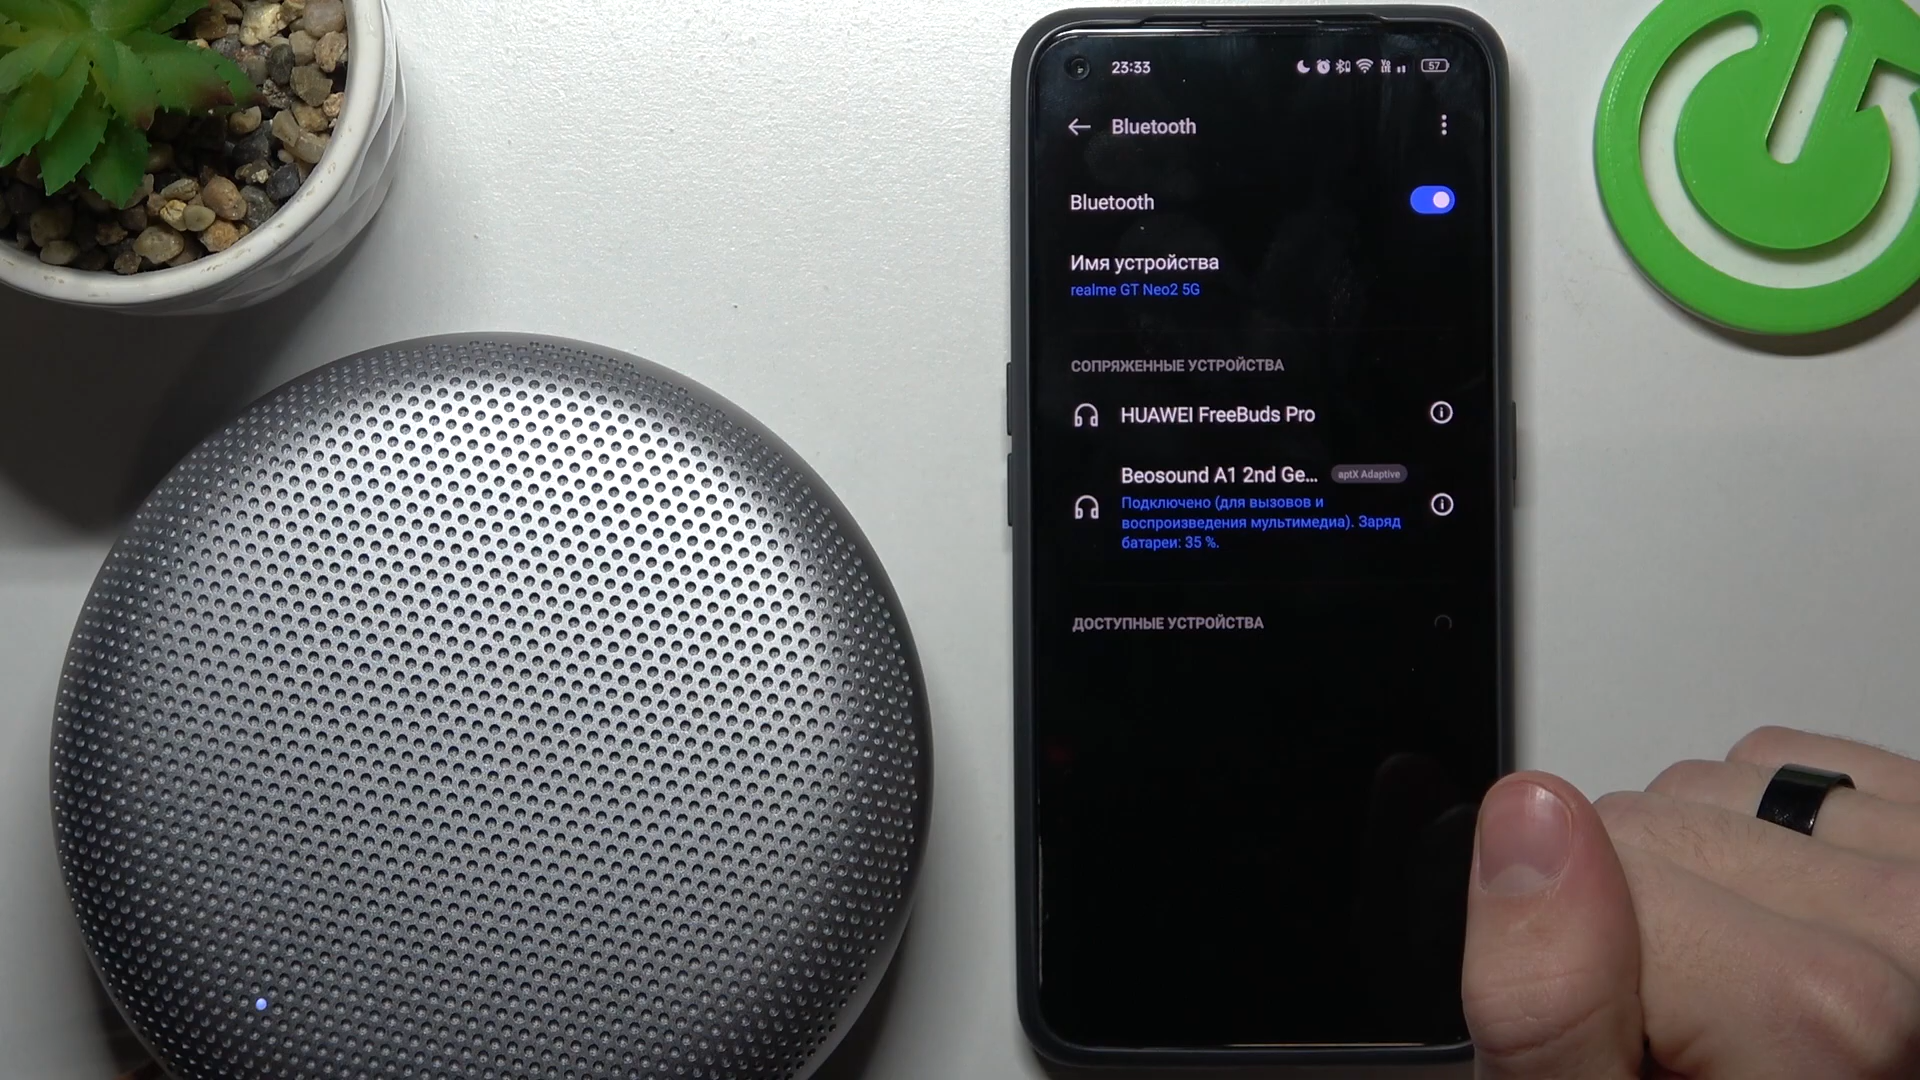 23:33
57
Bluetooth
Bluetooth
Имя устройства
realme GT Neo2 5G
СОПРЯЖЕННЫЕ УСТРОЙСТВА
HUAWEI FreeBuds Pro
Beosound A1 2nd Ge... aptX Adaptive
Подключено (для вызовов и
воспроизведения мультимедиа). Заряд
батареи: 35 %.
ДОСТУПНЫЕ УСТРОЙСТВА